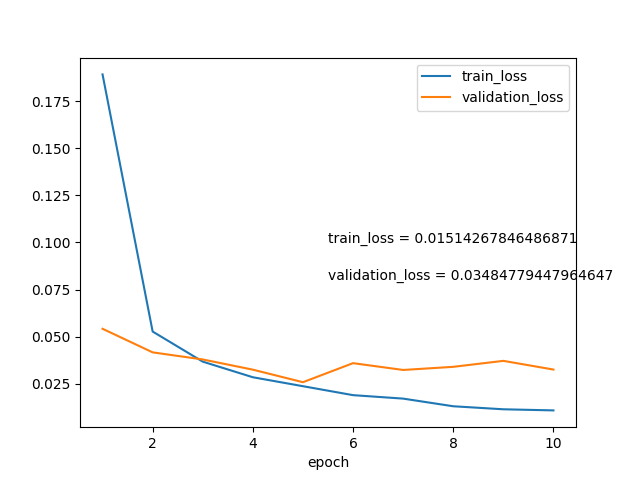 train_loss
validation_loss
0.175
0.150
0.125
0.100
0.075
0.050
0.025
train_loss = 0.01514267846486871
validation_loss = 0.03484779447964647
2
4
6
8
10
epoch